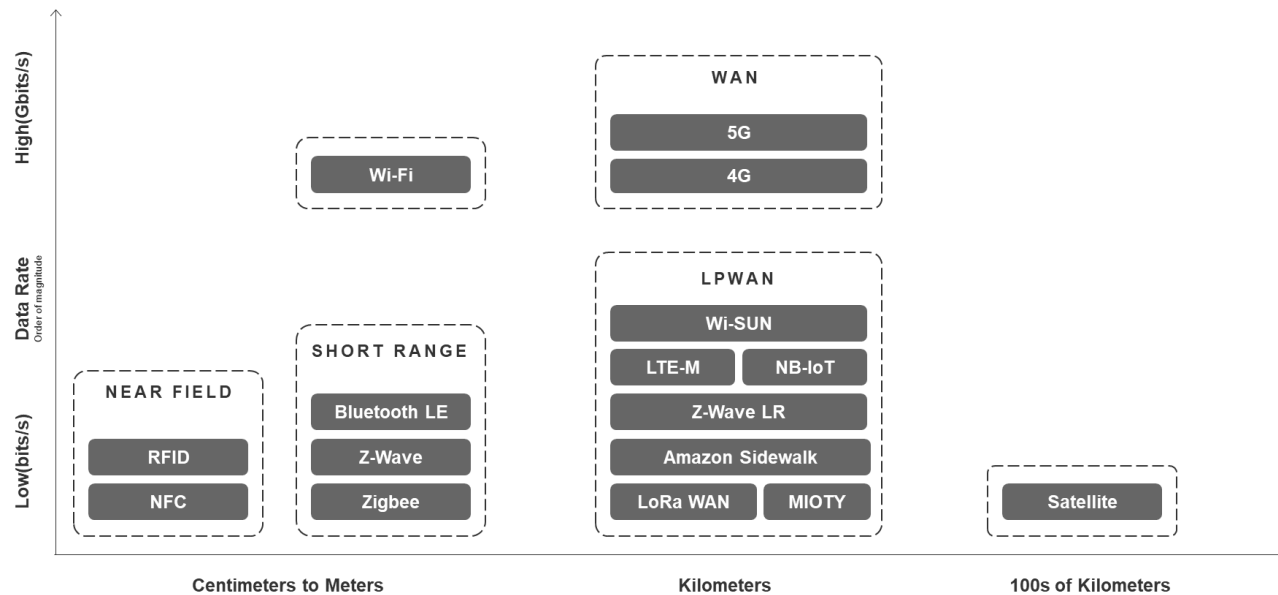 High(Gbits/s)
Data Rate
Order of magnitude
Low(bits/s)
NEAR FIELD
RFID
NFC
Wi-Fi
SHORT RANGE
Bluetooth LE
Z-Wave
Zigbee
WAN
5G
4G
LPWAN
Wi-SUN
LTE-M
NB-IoT
Z-Wave LR
Amazon Sidewalk
LoRa WAN
MIOTY
Satellite
Centimeters to Meters
Kilometers
100s of Kilometers